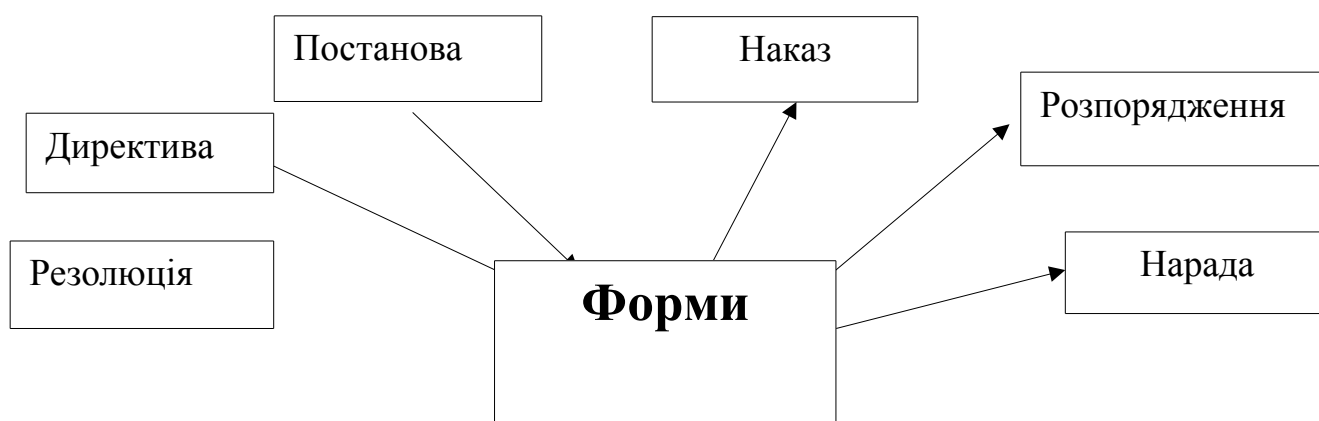 Постанова
Наказ
Розпорядження
Директива
Резолюція
Нарада
Форми